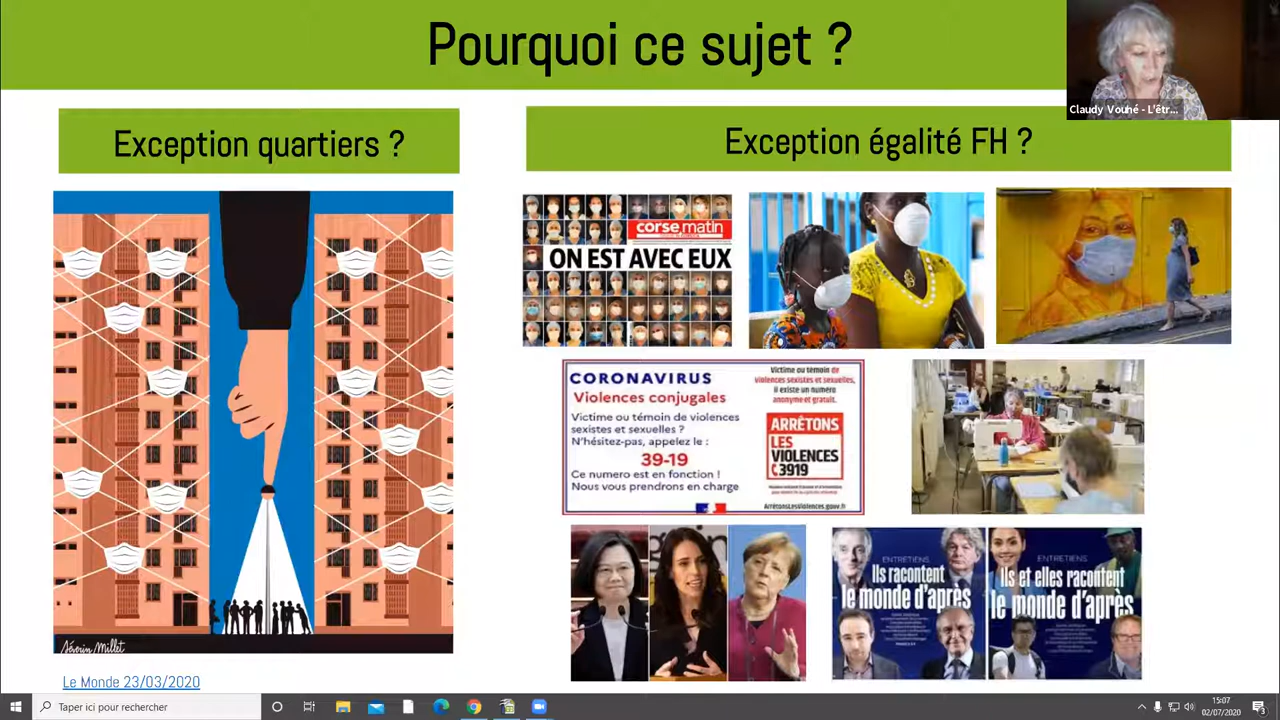 Pourquoi ce sujet ?
Claudy Vouhé - L'êtr...
Exception quartiers ?
Exception égalité FH ?
corse matin
ON EST AVEC EUX
CORONAVIRUS
Violences conjugales
Victime ou témoin de violences
sexistes et sexuelles ?
N'hésitez-pas, appelez le :
39-19
Ce numero est en fonction !
Nous vous prendrons en charge
Victime ou témoin de
violences sexistes et sexuelles,
il existe un numéro
anonyme et gratuit.
ARRÊTONS
LES
VIOLENCES
3919
ArrêtonsLesViolences.gouv.fr
ENTRETIENS
Ils racontent
le monde d'après
ENTRETIENS
Ils et elles racontent
le monde d'après
Séverin Millet
Le Monde 23/03/2020
Taper ici pour rechercher
15:07
02/07/2020
3